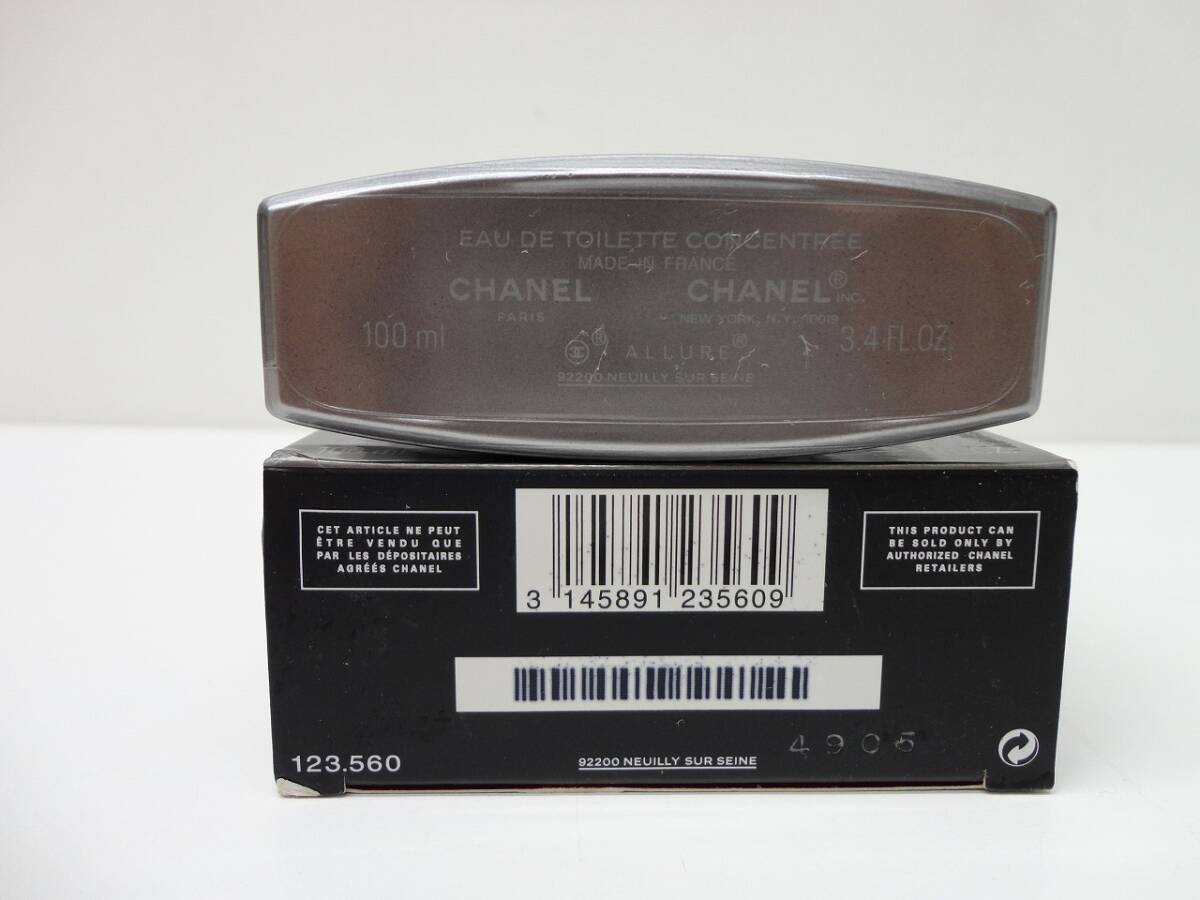 EAU DE TOILETTE CONCENTREE
MADE IN FRANCE
CHANEL CHANEL® INC.
PARIS NEW YORK, N.Y. 10019
100 ml ® ALLURE® 3.4 FL.OZ
92200 NEUILLY SUR SEINE
CET ARTICLE NE PEUT
ÊTRE VENDU QUE
PAR LES DÉPOSITAIRES
AGRÉÉS CHANEL
3 145891 235609
THIS PRODUCT CAN
BE SOLD ONLY BY
AUTHORIZED CHANEL
RETAILERS
4906
123.560
92200 NEUILLY SUR SEINE